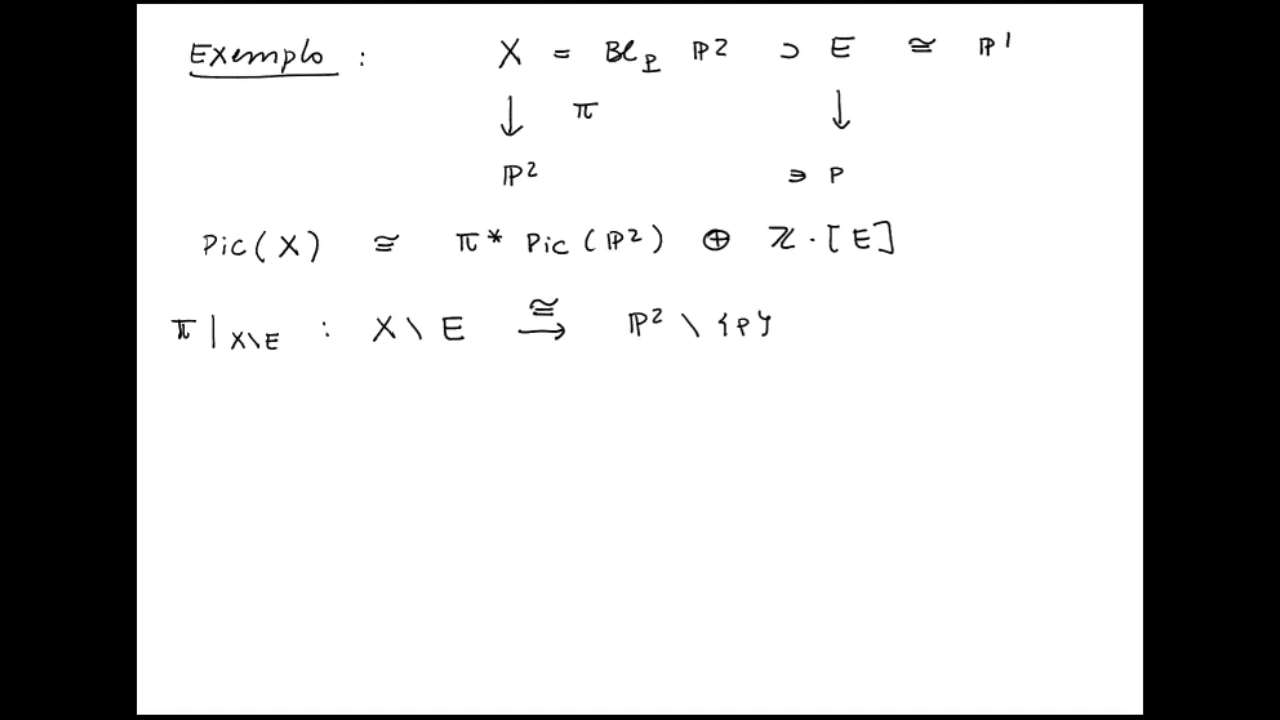 Exemplo : X = Bl_P ℙ² ⊃ E ≅ ℙ¹
↓ π ↓
ℙ² ∋ P
Pic(X) ≅ π* Pic(ℙ²) ⊕ ℤ·[E]
π|_{X\E} : X \ E ≅→ ℙ² \ {P}